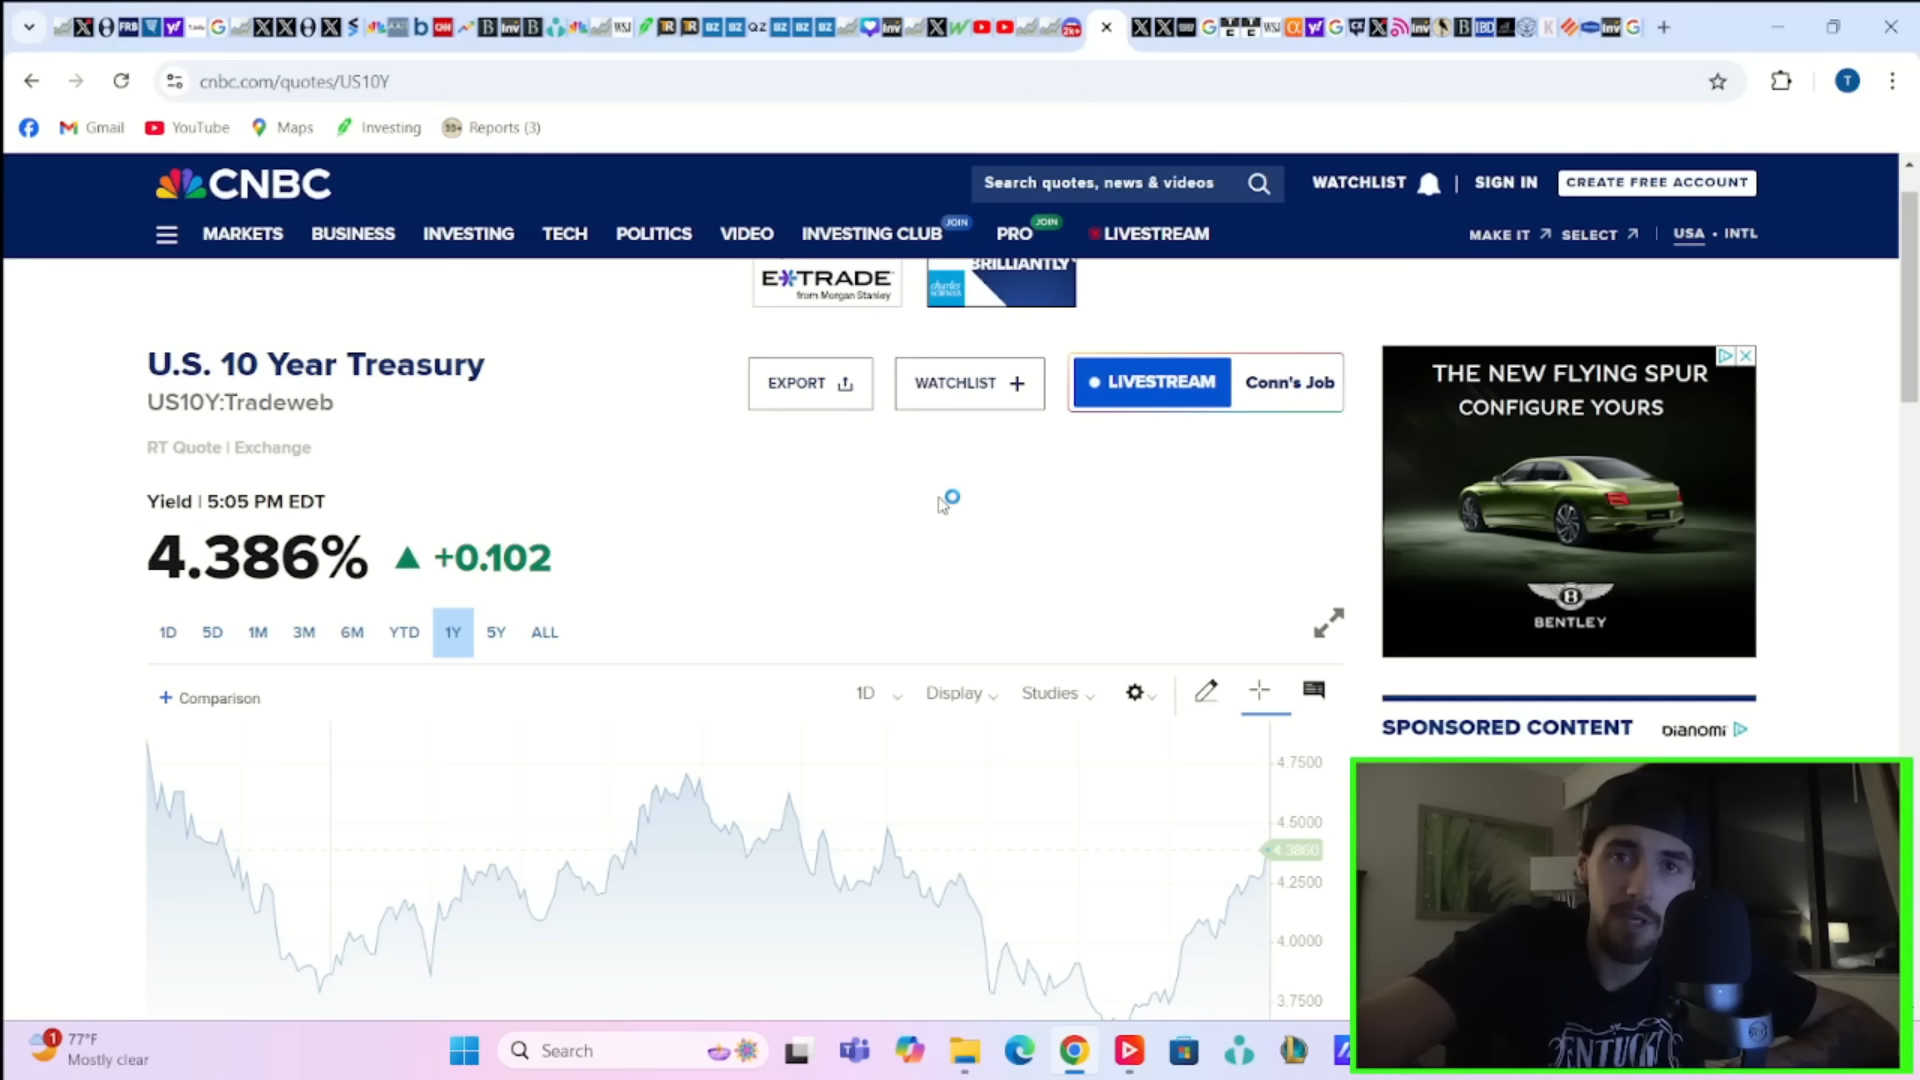 cnbc.com/quotes/US10Y
T
Gmail
YouTube
Maps
Investing
Reports (3)
CNBC
Search quotes, news & videos
WATCHLIST
|
SIGN IN
CREATE FREE ACCOUNT
MARKETS
BUSINESS
INVESTING
TECH
POLITICS
VIDEO
INVESTING CLUB
JOIN
PRO
JOIN
LIVESTREAM
MAKE IT
SELECT
USA • INTL
E*TRADE
from Morgan Stanley
BRILLIANTLY
charles
SCHWAB
U.S. 10 Year Treasury
US10Y:Tradeweb
RT Quote | Exchange
EXPORT
WATCHLIST +
LIVESTREAM
Conn's Job
Yield | 5:05 PM EDT
4.386% ▲ +0.102
1D 5D 1M 3M 6M YTD 1Y 5Y ALL
+ Comparison
1D
Display
Studies
4.7500
4.5000
4.3860
4.2500
4.0000
3.7500
THE NEW FLYING SPUR
CONFIGURE YOURS
B
BENTLEY
SPONSORED CONTENT
Dianomi
1
77°F
Mostly clear
Search